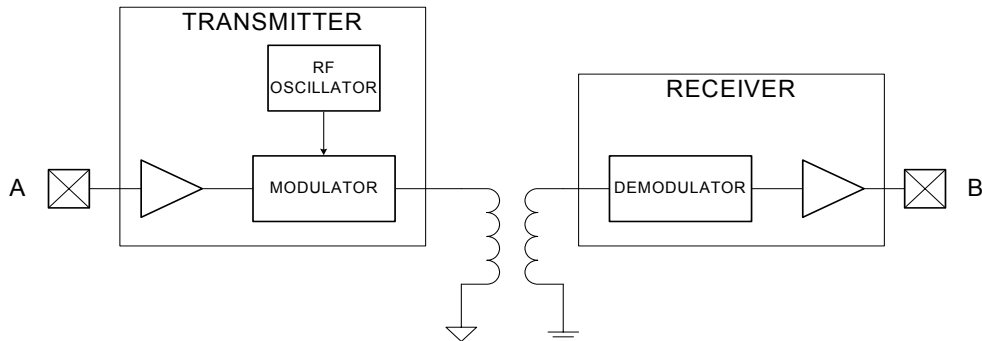 TRANSMITTER
RF
OSCILLATOR
RECEIVER
A
MODULATOR
DEMODULATOR
B